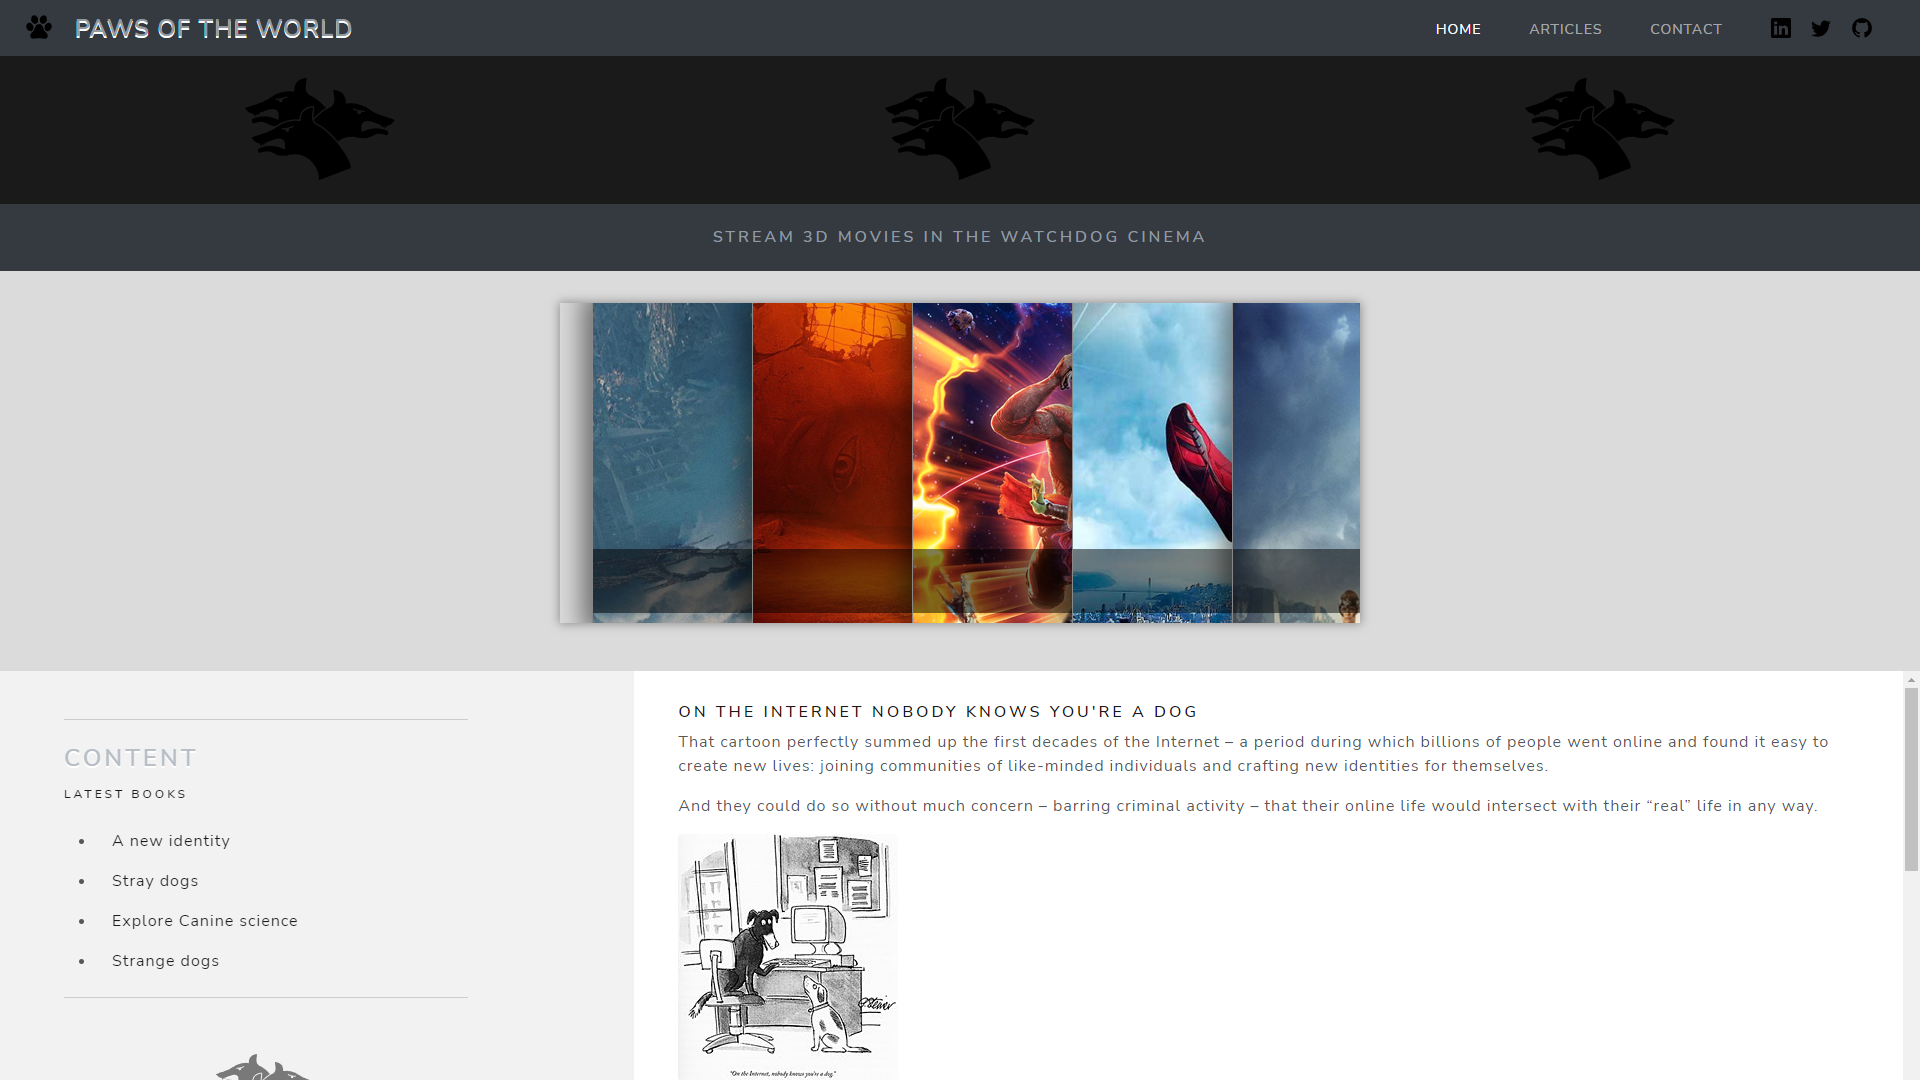 PAWS OF THE WORLD
HOME
ARTICLES
CONTACT
in
STREAM 3D MOVIES IN THE WATCHDOG CINEMA
CONTENT
LATEST BOOKS
A new identity
Stray dogs
Explore Canine science
Strange dogs
ON THE INTERNET NOBODY KNOWS YOU'RE A DOG
That cartoon perfectly summed up the first decades of the Internet – a period during which billions of people went online and found it easy to
create new lives: joining communities of like-minded individuals and crafting new identities for themselves.
And they could do so without much concern – barring criminal activity – that their online life would intersect with their “real” life in any way.
P. Steiner
"On the Internet, nobody knows you're a dog."